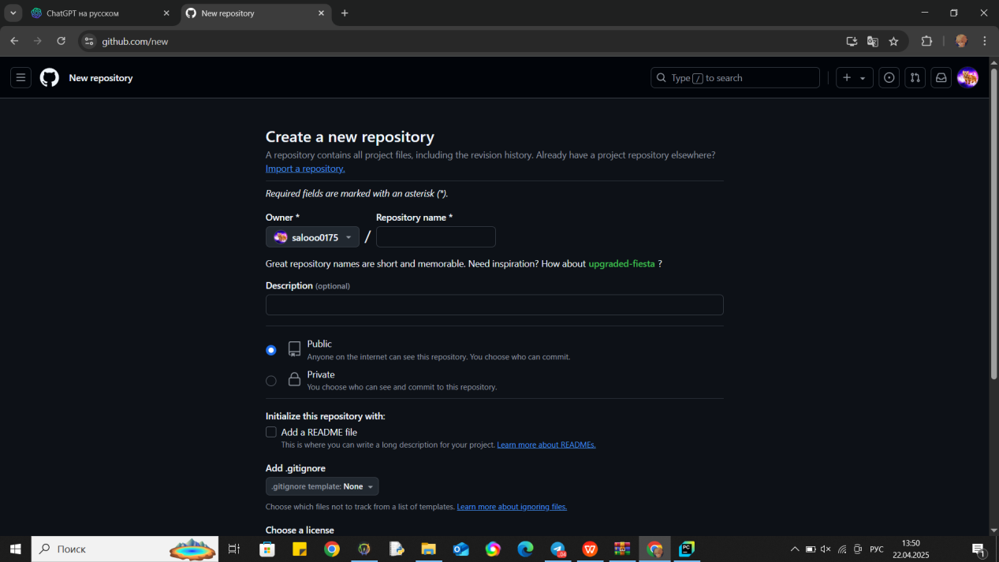 ChatGPT на русском
New repository
github.com/new
New repository
Type / to search
Create a new repository
A repository contains all project files, including the revision history. Already have a project repository elsewhere?
Import a repository.
Required fields are marked with an asterisk (*).
Owner * Repository name *
salooo0175 /
Great repository names are short and memorable. Need inspiration? How about upgraded-fiesta ?
Description (optional)
Public
Anyone on the internet can see this repository. You choose who can commit.
Private
You choose who can see and commit to this repository.
Initialize this repository with:
Add a README file
This is where you can write a long description for your project. Learn more about READMEs.
Add .gitignore
.gitignore template: None
Choose which files not to track from a list of templates. Learn more about ignoring files.
Choose a license
Поиск
РУС
13:50
22.04.2025